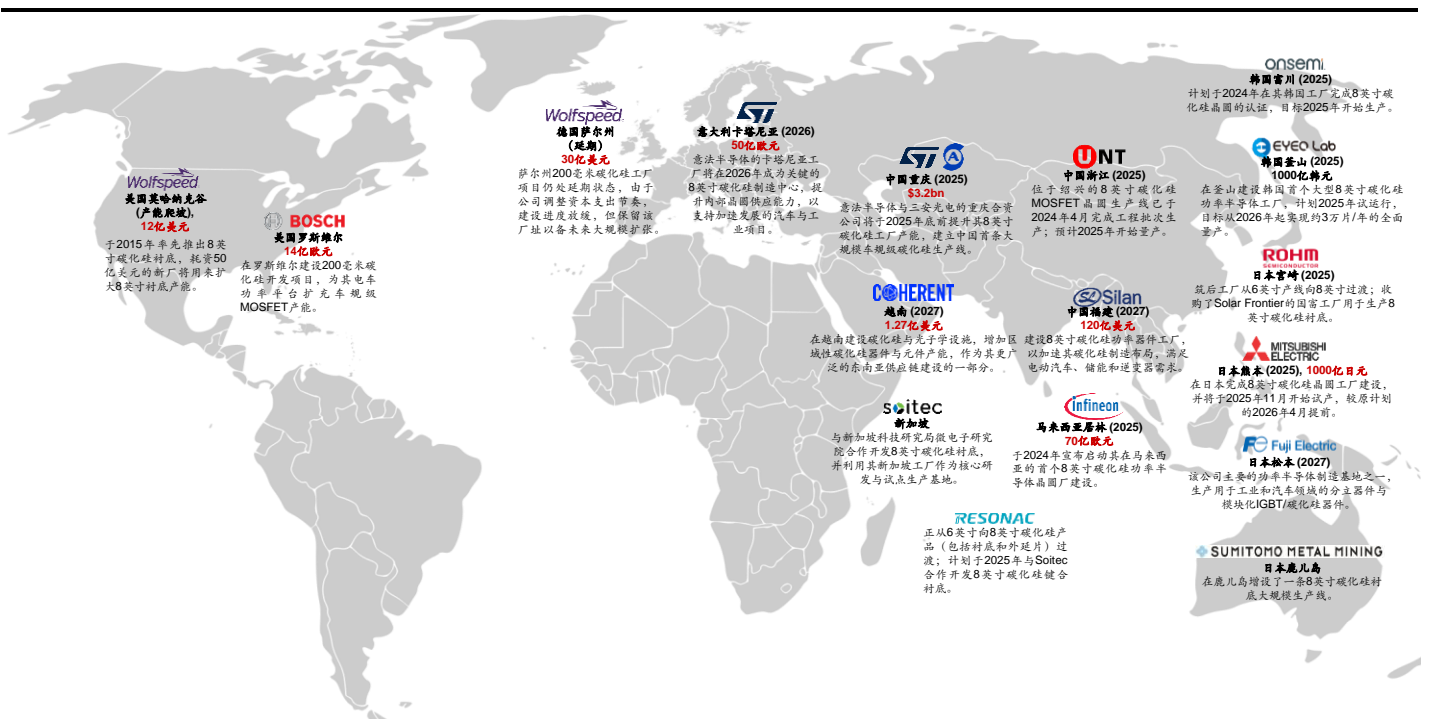 Wolfspeed
美国莫哈纳克谷
(产能爬坡),
12亿美元
于2015年率先推出8英
寸碳化硅衬底，耗资50
亿美元的新厂将用来扩
大8英寸衬底产能。
BOSCH
美国罗斯维尔
14亿欧元
在罗斯维尔建设200毫米碳
化硅开发项目，为其电车
功率平台扩充车规级
MOSFET产能。
Wolfspeed
德国萨尔州
(延期)
30亿美元
萨尔州200毫米碳化硅工厂
项目仍处延期状态，由于
公司调整资本支出节奏，
建设进度放缓，但保留该
厂址以备未来大规模扩张。
ST
意大利卡塔尼亚 (2026)
50亿欧元
意法半导体的卡塔尼亚工
厂将在2026年成为关键的
8英寸碳化硅制造中心，提
升内部晶圆供应能力，以
支持加速发展的汽车与工
业项目。
ST
中国重庆 (2025)
$3.2bn
意法半导体与三安光电的重庆合资
公司将于2025年底前提升其8英寸
碳化硅工厂产能，建立中国首条大
规模车规级碳化硅生产线。
UNT
中国浙江 (2025)
位于绍兴的8英寸碳化硅
MOSFET晶圆生产线已于
2024年4月完成工程批次生
产；预计2025年开始量产。
onsemi
韩国富川 (2025)
计划于2024年在其韩国工厂完成8英寸碳
化硅晶圆的认证，目标2025年开始生产。
EYEQ Lab
韩国釜山 (2025)
1000亿韩元
在釜山建设韩国首个大型8英寸碳化硅
功率半导体工厂，计划2025年试运行，
目标从2026年起实现约3万片/年的全面
量产。
ROHM
SEMICONDUCTOR
日本宫崎 (2025)
筑后工厂从6英寸产线向8英寸过渡；收
购了Solar Frontier的国富工厂用于生产8
英寸碳化硅衬底。
COHERENT
越南 (2027)
1.27亿美元
在越南建设碳化硅与光子学设施，增加区
域性碳化硅器件与元件产能，作为其更广
泛的东南亚供应链建设的一部分。
Silan
中国福建 (2027)
120亿美元
建设8英寸碳化硅功率器件工厂，
以加速其碳化硅制造布局，满足
电动汽车、储能和逆变器需求。
MITSUBISHI
ELECTRIC
日本熊本 (2025), 1000亿日元
在日本完成8英寸碳化硅晶圆工厂建设，
并将于2025年11月开始试产，较原计划
的2026年4月提前。
soitec
新加坡
与新加坡科技研究局微电子研究
院合作开发8英寸碳化硅衬底，
并利用其新加坡工厂作为核心研
发与试点生产基地。
infineon
马来西亚居林 (2025)
70亿欧元
于2024年宣布启动其在马来西
亚的首个8英寸碳化硅功率半
导体晶圆厂建设。
Fuji Electric
日本松本 (2027)
该公司主要的功率半导体制造基地之一，
生产用于工业和汽车领域的分立器件与
模块化IGBT/碳化硅器件。
RESONAC
正从6英寸向8英寸碳化硅产
品（包括衬底和外延片）过
渡；计划于2025年与Soitec
合作开发8英寸碳化硅键合
衬底。
SUMITOMO METAL MINING
日本鹿儿岛
在鹿儿岛增设了一条8英寸碳化硅衬
底大规模生产线。